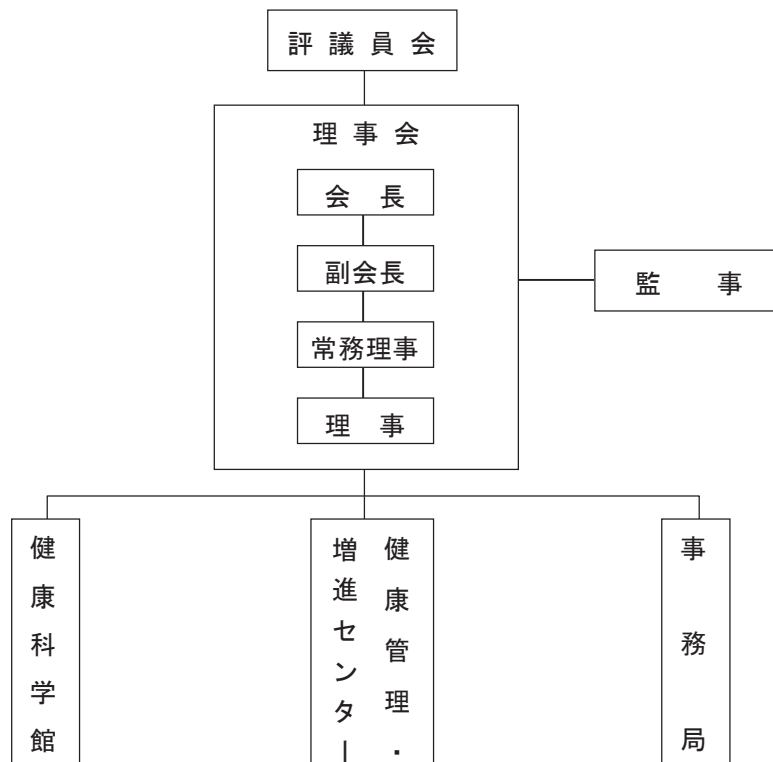 評議員会
理事会
会長
副会長
常務理事
理事
監事
健康科学館
健康管理・
増進センター
事務局